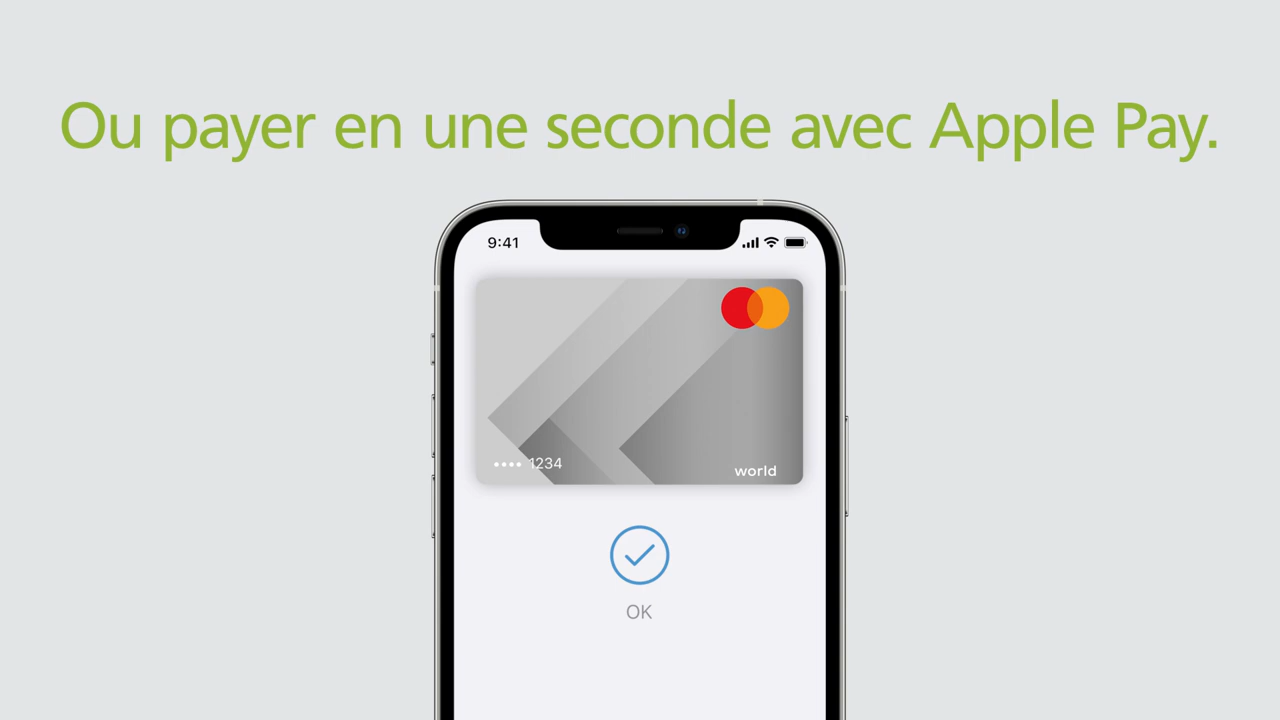 Ou payer en une seconde avec Apple Pay.
9:41
•••• 1234
world
OK